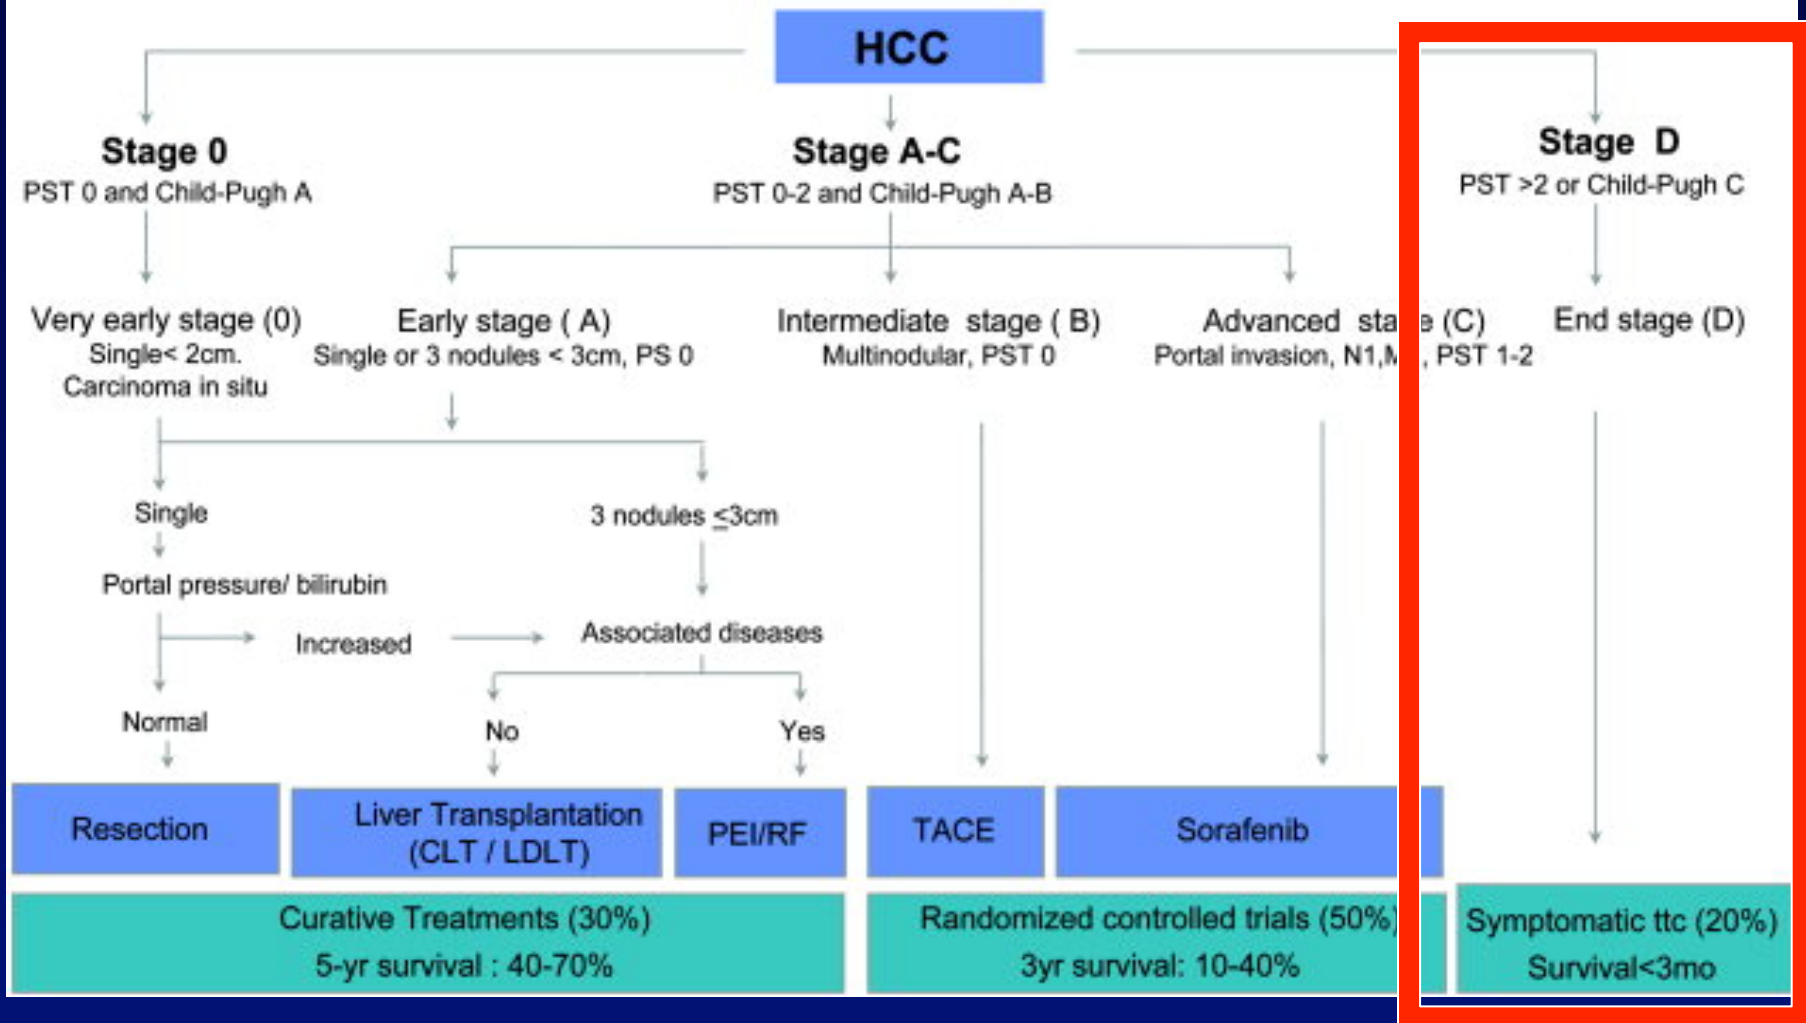 HCC
Stage 0
PST 0 and Child-Pugh A
Stage A-C
PST 0-2 and Child-Pugh A-B
Stage D
PST >2 or Child-Pugh C
Very early stage (0)
Single< 2cm.
Carcinoma in situ
Early stage ( A)
Single or 3 nodules < 3cm, PS 0
Intermediate stage ( B)
Multinodular, PST 0
Advanced (C)
Portal invasion, PST 1-2
End stage (D)
Single
3 nodules ≤3cm
Portal pressure/ bilirubin
Increased
Associated diseases
Normal
No
Yes
Resection
Liver Transplantation
(CLT / LDLT)
PEI/RF
TACE
Sorafenib
Curative Treatments (30%)
5-yr survival : 40-70%
Randomized controlled trials (50%)
3yr survival: 10-40%
Symptomatic ttc (20%)
Survival<3mo